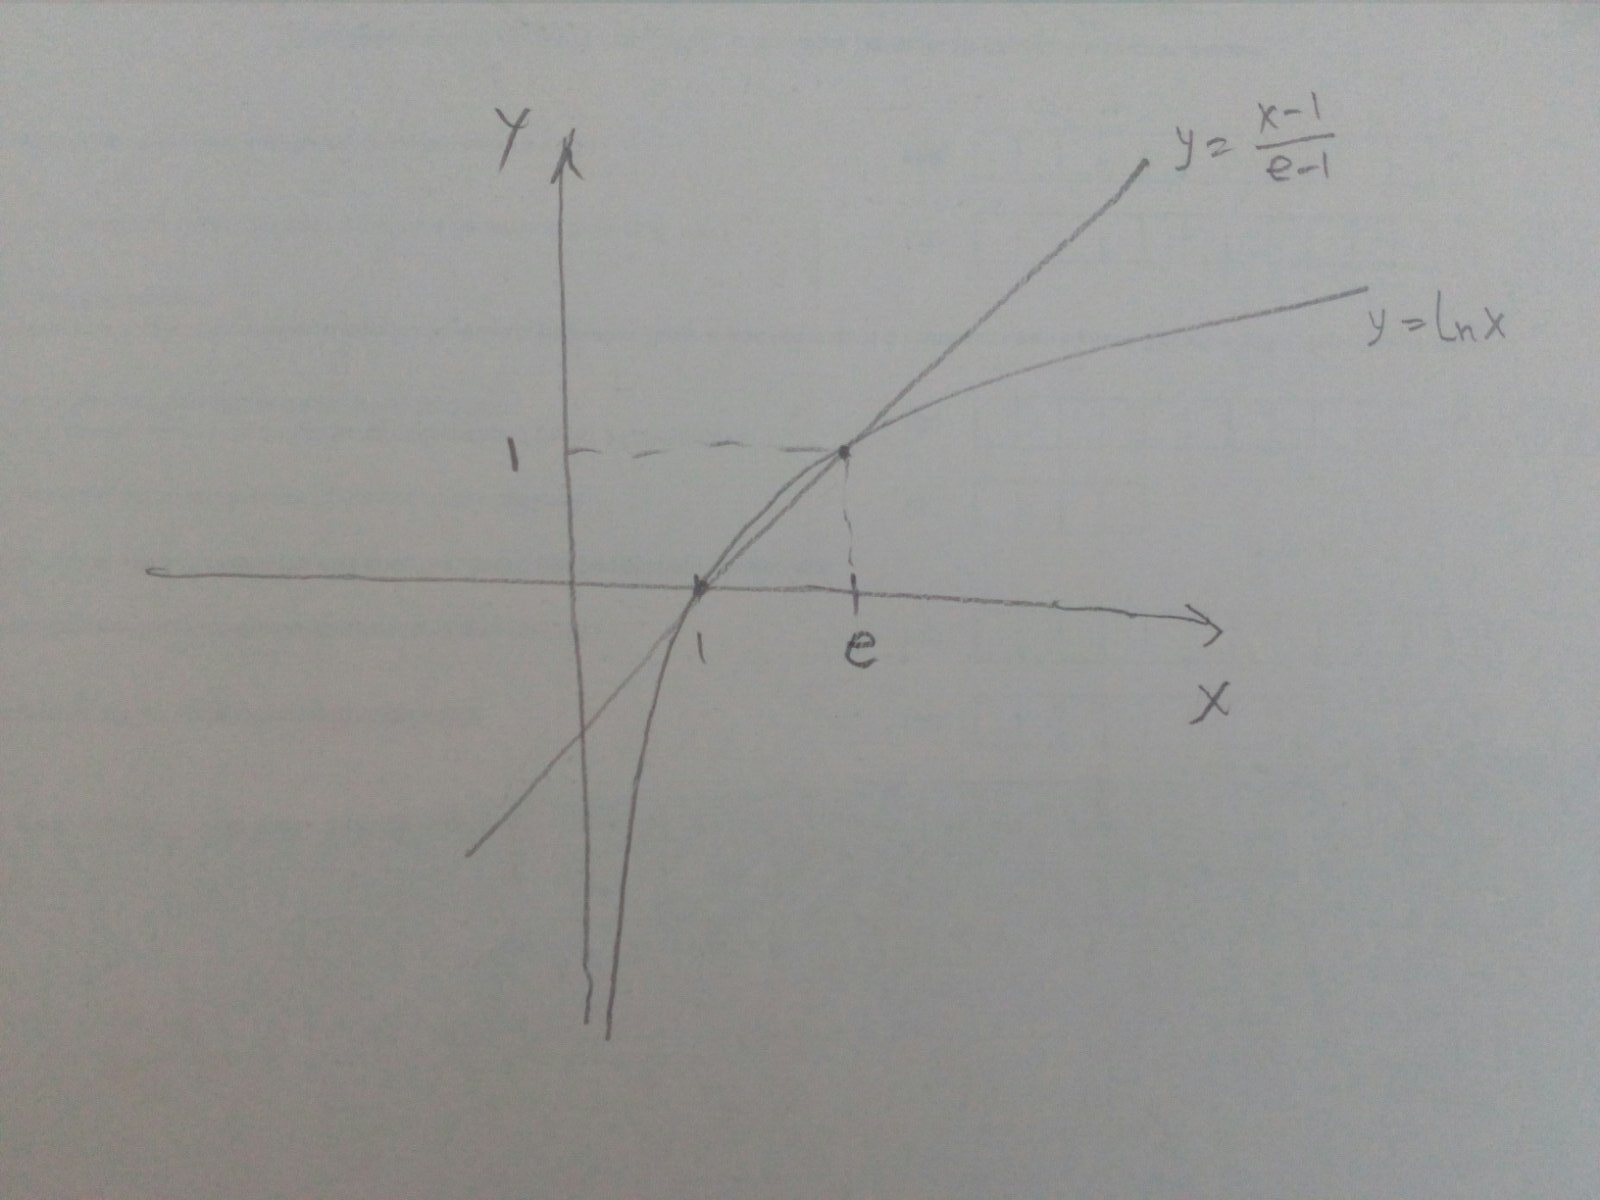 Y
y = x-1 / e-1
y = ln x
1
1
e
X